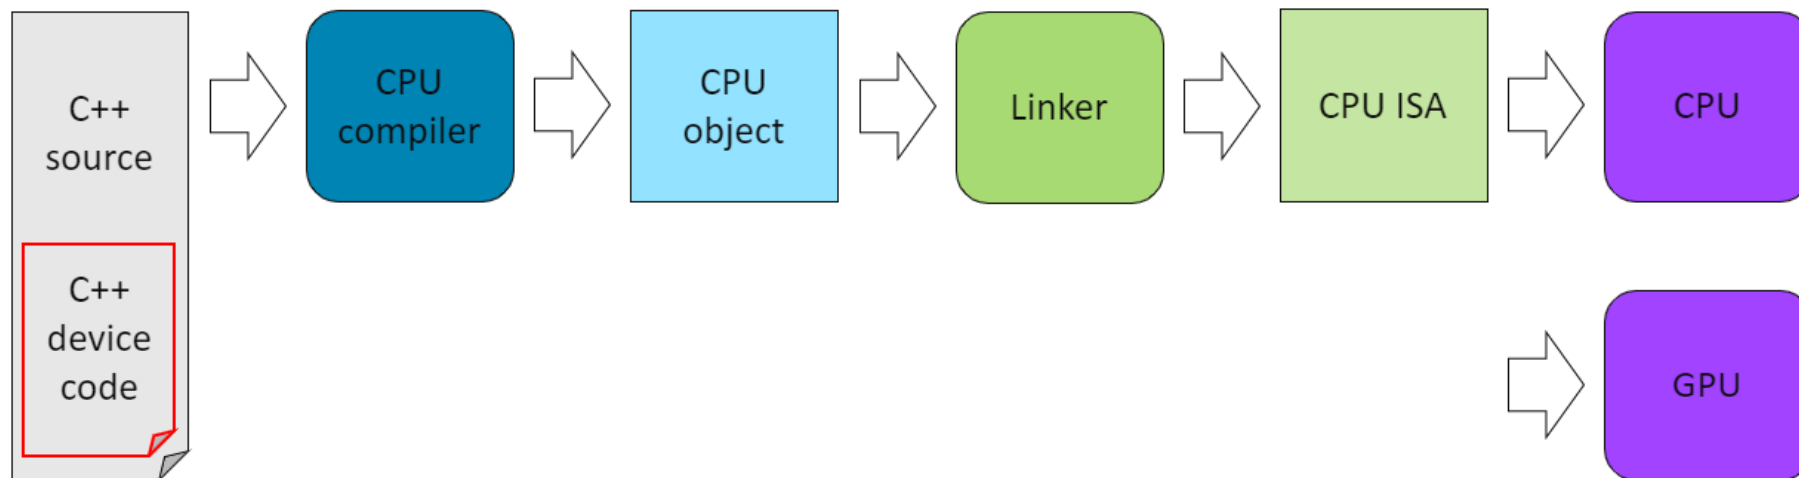 C++
source
CPU
compiler
CPU
object
Linker
CPU ISA
CPU
C++
device
code
GPU